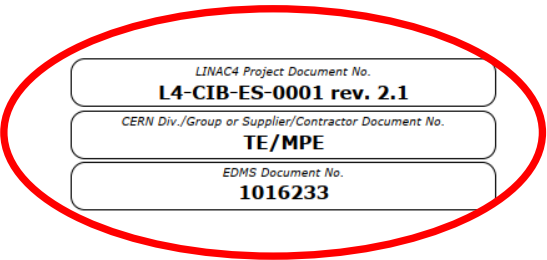 LINAC4 Project Document No.
L4-CIB-ES-0001 rev. 2.1
CERN Div./Group or Supplier/Contractor Document No.
TE/MPE
EDMS Document No.
1016233